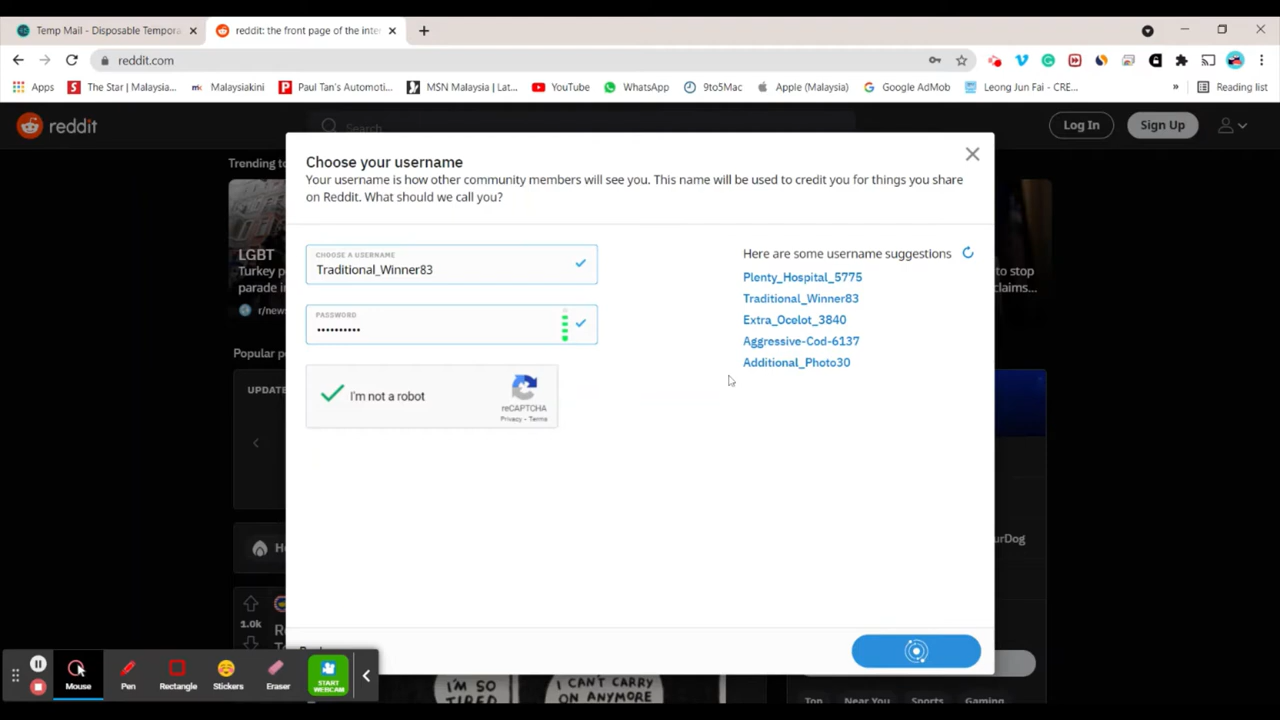 Temp Mail - Disposable Tempora
reddit: the front page of the inte
reddit.com
Apps
The Star | Malaysia...
Malaysiakini
Paul Tan's Automoti...
MSN Malaysia | Lat...
YouTube
WhatsApp
9to5Mac
Apple (Malaysia)
Google AdMob
Leong Jun Fai - CRE...
»
Reading list
reddit
Search
Log In
Sign Up
Trending to
Choose your username
Your username is how other community members will see you. This name will be used to credit you for things you share
on Reddit. What should we call you?
LGBT
Turkey p
parade i
r/news
to stop
claims...
CHOOSE A USERNAME
Traditional_Winner83
PASSWORD
••••••••••
I'm not a robot
reCAPTCHA
Privacy - Terms
Here are some username suggestions
Plenty_Hospital_5775
Traditional_Winner83
Extra_Ocelot_3840
Aggressive-Cod-6137
Additional_Photo30
Popular po
UPDATE
H
urDog
1.0k
Mouse
Pen
Rectangle
Stickers
Eraser
START
WEBCAM
I'M SO
TIRED
I CAN'T CARRY
ON ANYMORE
Top
Near You
Sports
Gaming